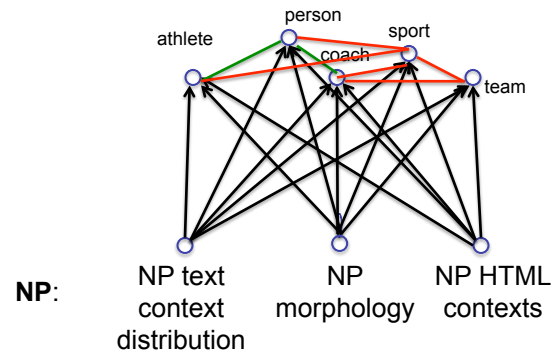 person
athlete
sport
coach
team
NP:
NP text
context
distribution
NP
morphology
NP HTML
contexts